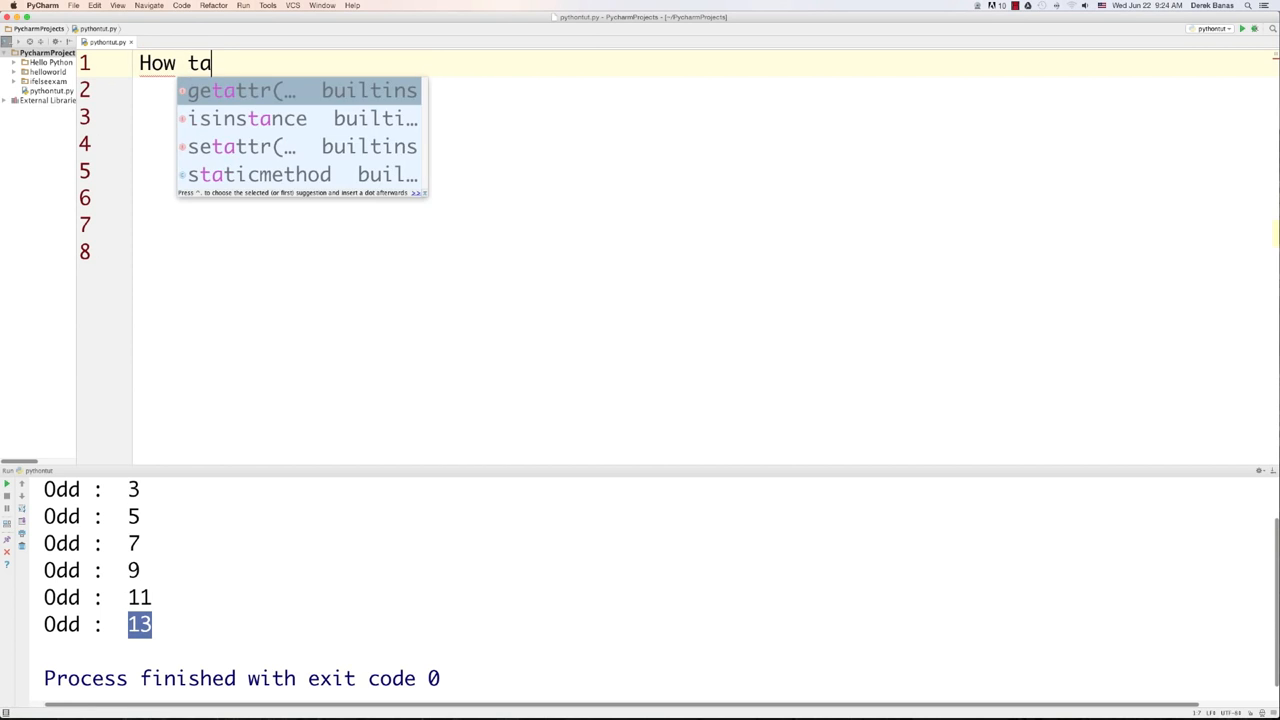 PyCharm File Edit View Navigate Code Refactor Run Tools VCS Window Help 10 Wed Jun 22 9:24 AM Derek Banas
pythontut.py - PycharmProjects - [~/PycharmProjects]
PycharmProjects pythontut.py pythontut
pythontut.py ×
PycharmProject
Hello Python
helloworld
ifelseexam
pythontut.py
External Librarie
1 How ta
2
3
4
5
6
7
8
getattr(… builtins
isinstance builti…
setattr(… builtins
staticmethod buil…
Press ^. to choose the selected (or first) suggestion and insert a dot afterwards >>
Run pythontut
Odd : 3
Odd : 5
Odd : 7
Odd : 9
Odd : 11
Odd : 13
Process finished with exit code 0
1:7 LF÷ UTF-8÷